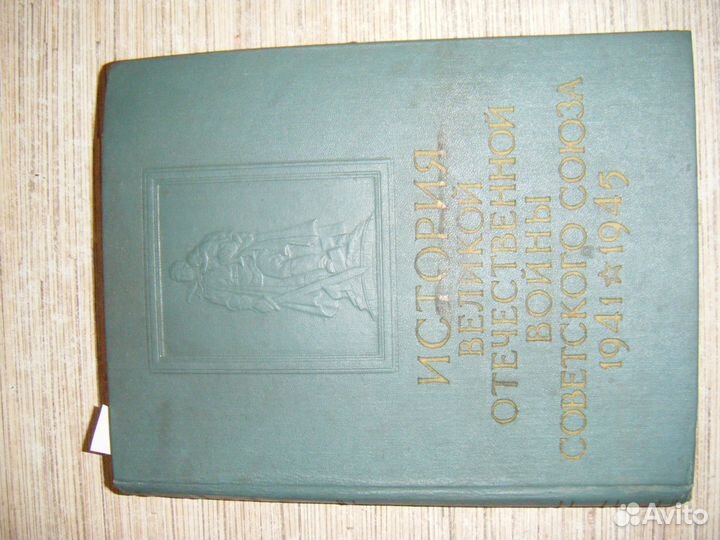 ИСТОРИЯ
ВЕЛИКОЙ
ОТЕЧЕСТВЕННОЙ
ВОЙНЫ
СОВЕТСКОГО СОЮЗА
1941 ★ 1945
Avito